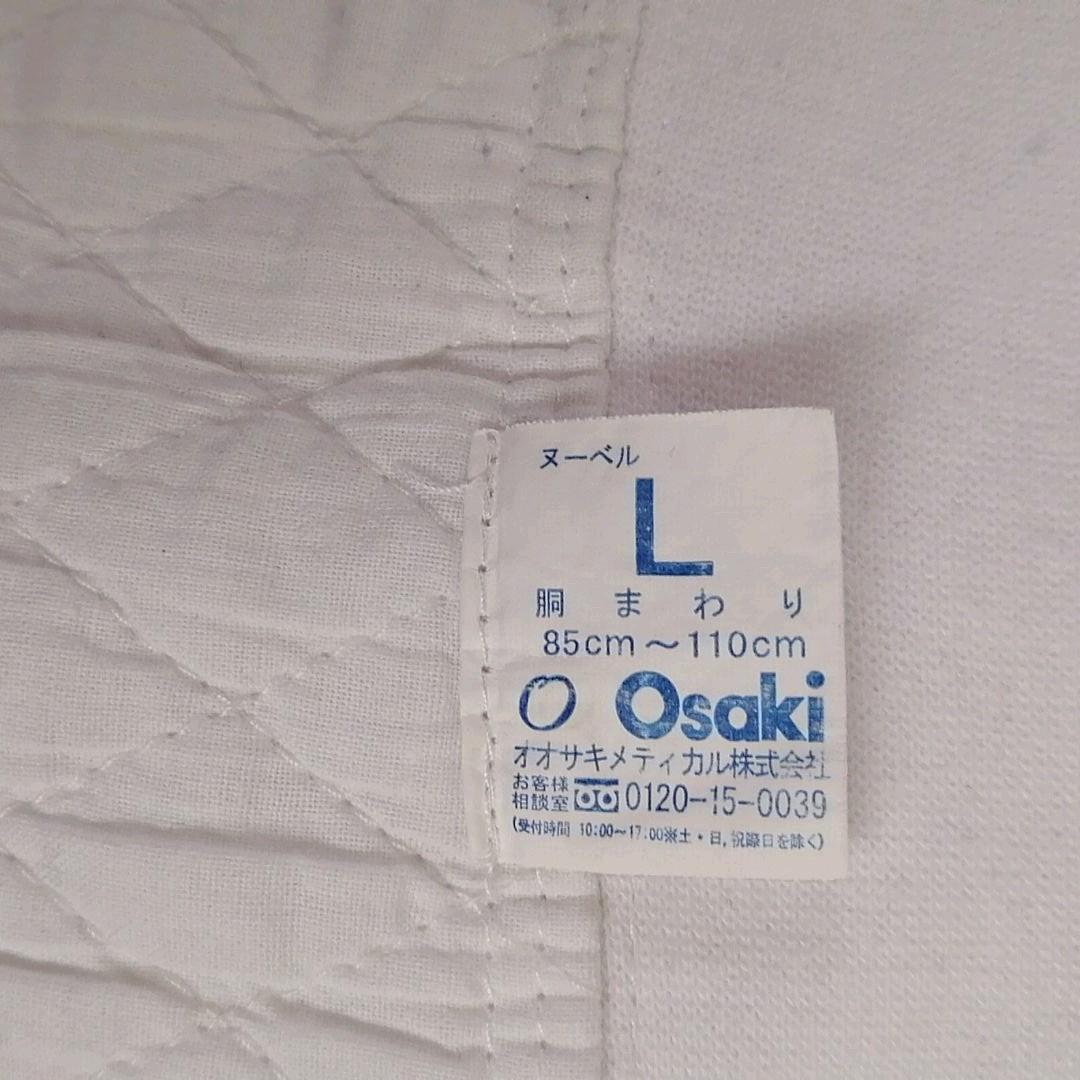 ヌーベル
L
胴まわり
85cm～110cm
Osaki
オオサキメディカル株式会社
お客様
相談室 0120-15-0039
(受付時間 10:00～17:00※土・日,祝祭日を除く)